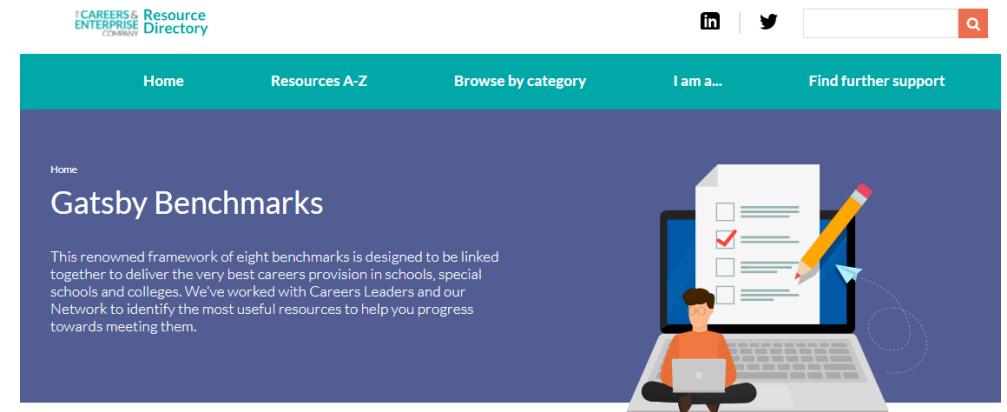 THE CAREERS & ENTERPRISE COMPANY
Resource Directory
in
Home Resources A-Z Browse by category I am a... Find further support
Home
Gatsby Benchmarks
This renowned framework of eight benchmarks is designed to be linked
together to deliver the very best careers provision in schools, special
schools and colleges. We've worked with Careers Leaders and our
Network to identify the most useful resources to help you progress
towards meeting them.